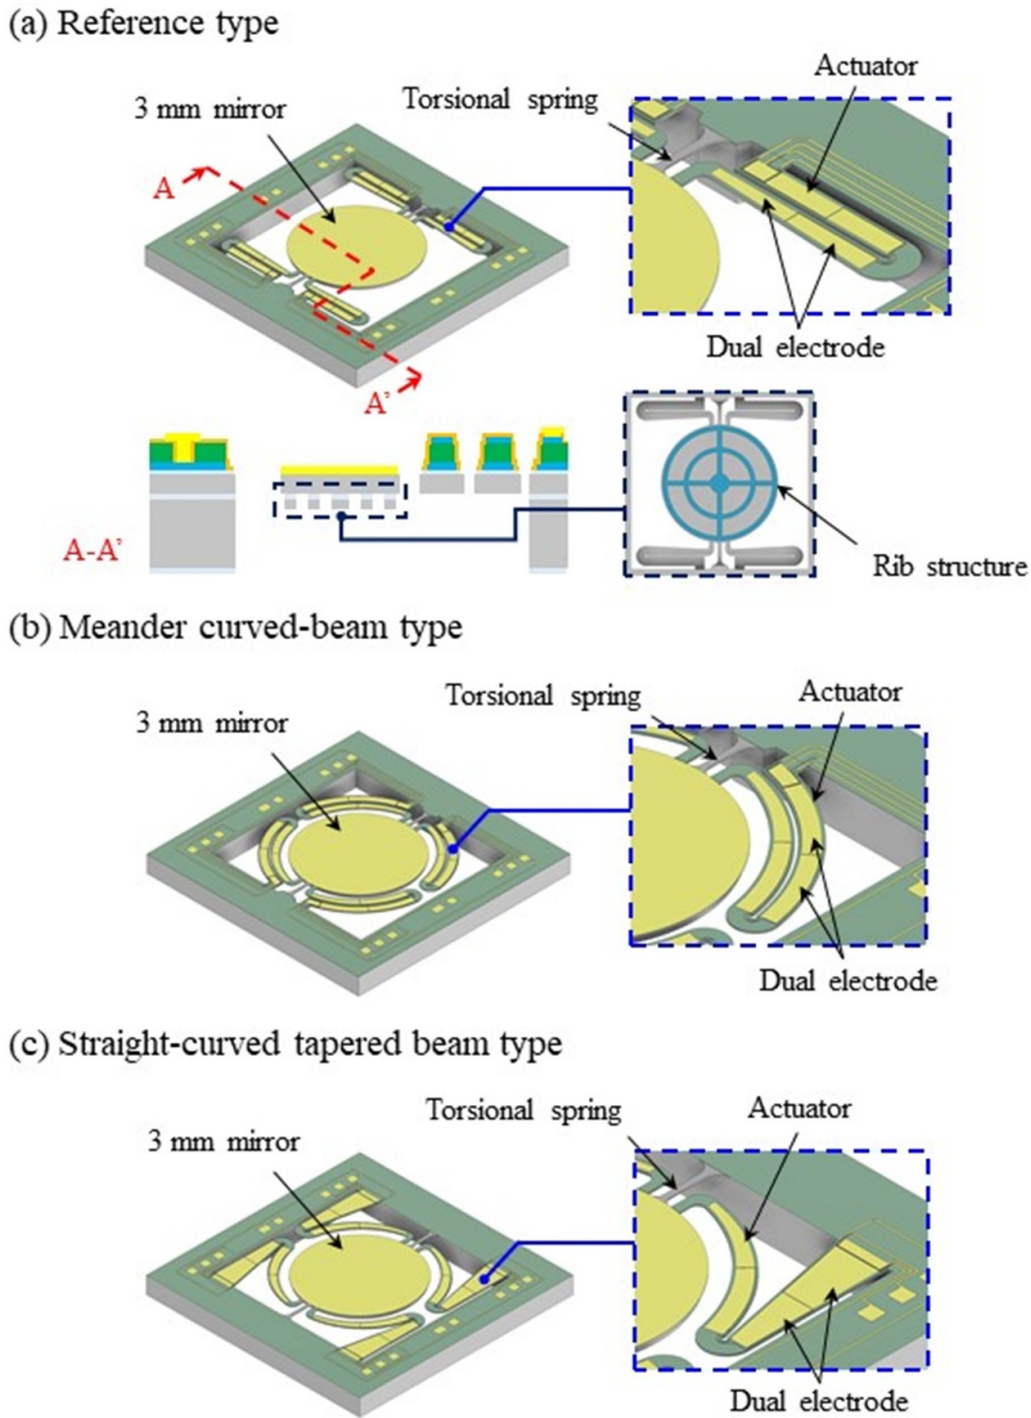 (a) Reference type
Actuator
Torsional spring
3 mm mirror
A
Dual electrode
A'
A-A'
Rib structure
(b) Meander curved-beam type
Torsional spring
Actuator
3 mm mirror
Dual electrode
(c) Straight-curved tapered beam type
Torsional spring
Actuator
3 mm mirror
Dual electrode